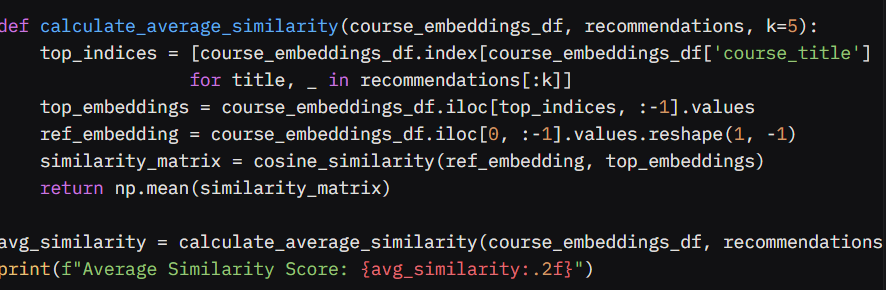 def calculate_average_similarity(course_embeddings_df, recommendations, k=5):
    top_indices = [course_embeddings_df.index[course_embeddings_df['course_title']
                   for title, _ in recommendations[:k]]
    top_embeddings = course_embeddings_df.iloc[top_indices, :-1].values
    ref_embedding = course_embeddings_df.iloc[0, :-1].values.reshape(1, -1)
    similarity_matrix = cosine_similarity(ref_embedding, top_embeddings)
    return np.mean(similarity_matrix)
avg_similarity = calculate_average_similarity(course_embeddings_df, recommendations
print(f"Average Similarity Score: {avg_similarity:.2f}")